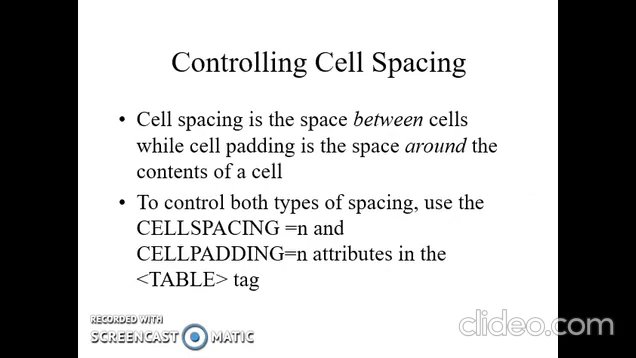 Controlling Cell Spacing
• Cell spacing is the space between cells
while cell padding is the space around the
contents of a cell
• To control both types of spacing, use the
CELLSPACING =n and
CELLPADDING=n attributes in the
<TABLE> tag
RECORDED WITH
SCREENCAST MATIC
clideo.com